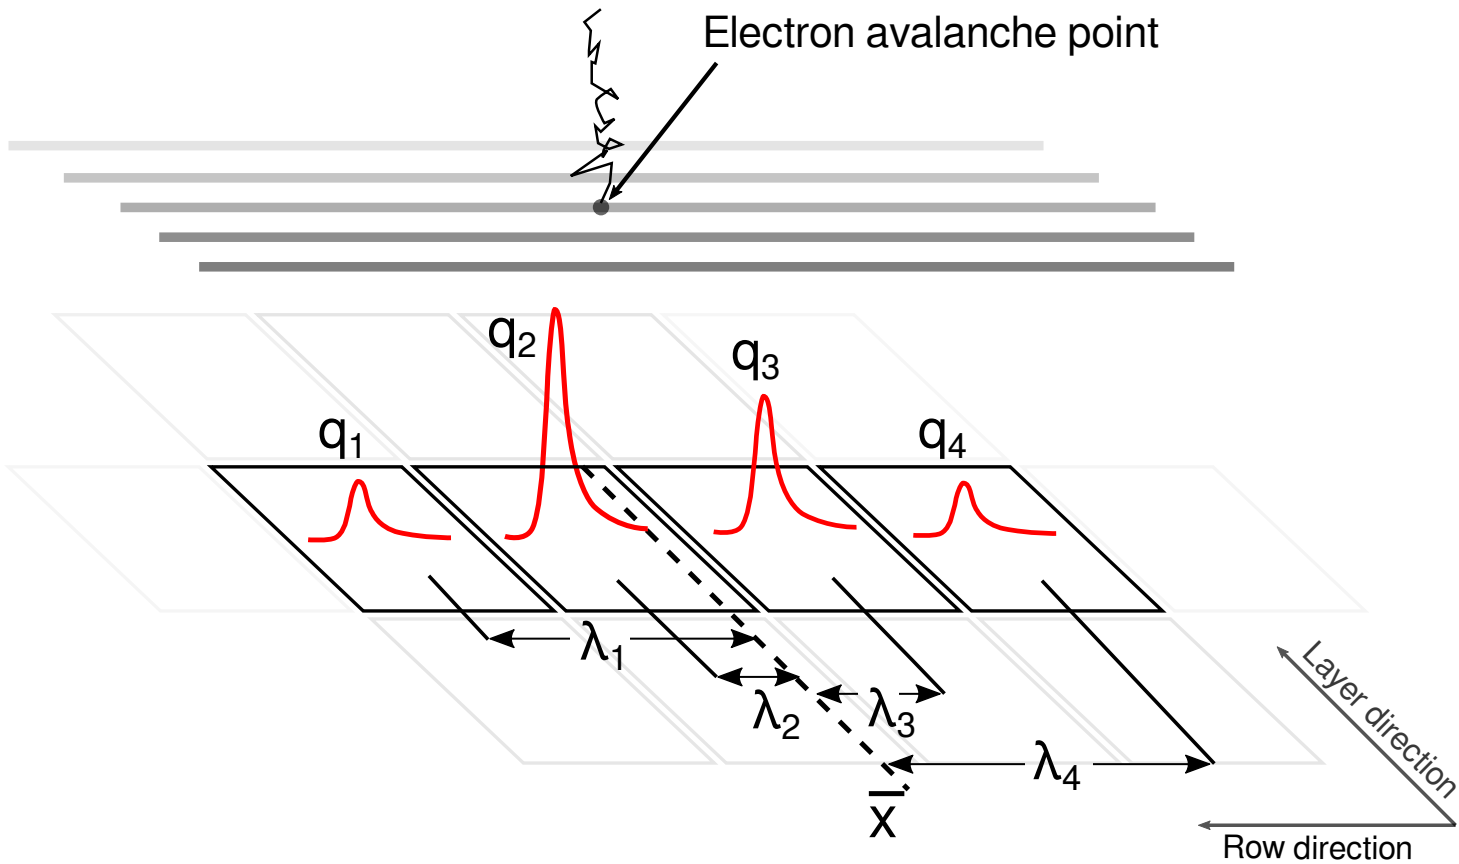 Electron avalanche point
q2
q3
q1
q4
λ1
λ2
λ3
λ4
x̅
Layer direction
Row direction